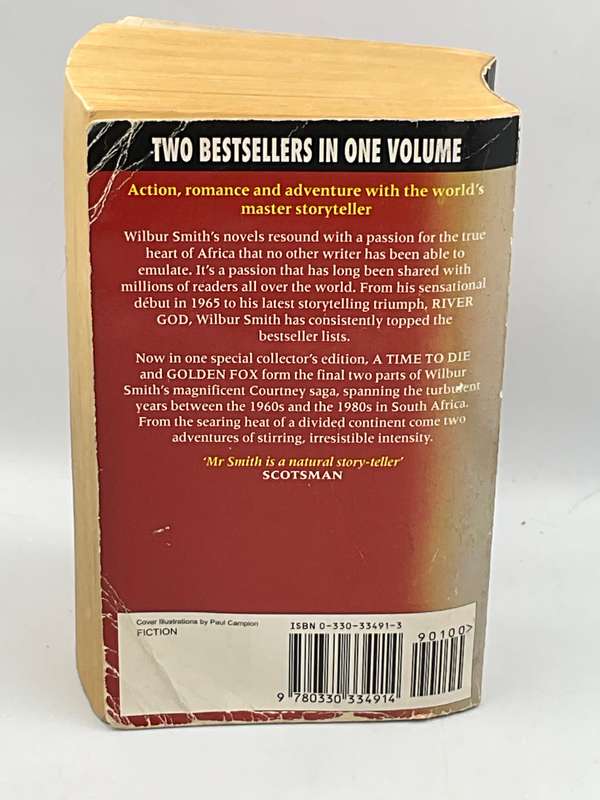 TWO BESTSELLERS IN ONE VOLUME
Action, romance and adventure with the world's
master storyteller
Wilbur Smith's novels resound with a passion for the true
heart of Africa that no other writer has been able to
emulate. It's a passion that has long been shared with
millions of readers all over the world. From his sensational
début in 1965 to his latest storytelling triumph, RIVER
GOD, Wilbur Smith has consistently topped the
bestseller lists.
Now in one special collector's edition, A TIME TO DIE
and GOLDEN FOX form the final two parts of Wilbur
Smith's magnificent Courtney saga, spanning the turbulent
years between the 1960s and the 1980s in South Africa.
From the searing heat of a divided continent come two
adventures of stirring, irresistible intensity.
'Mr Smith is a natural story-teller'
SCOTSMAN
Cover Illustrations by Paul Campion
FICTION
ISBN 0-330-33491-3
90100>
9 780330 334914